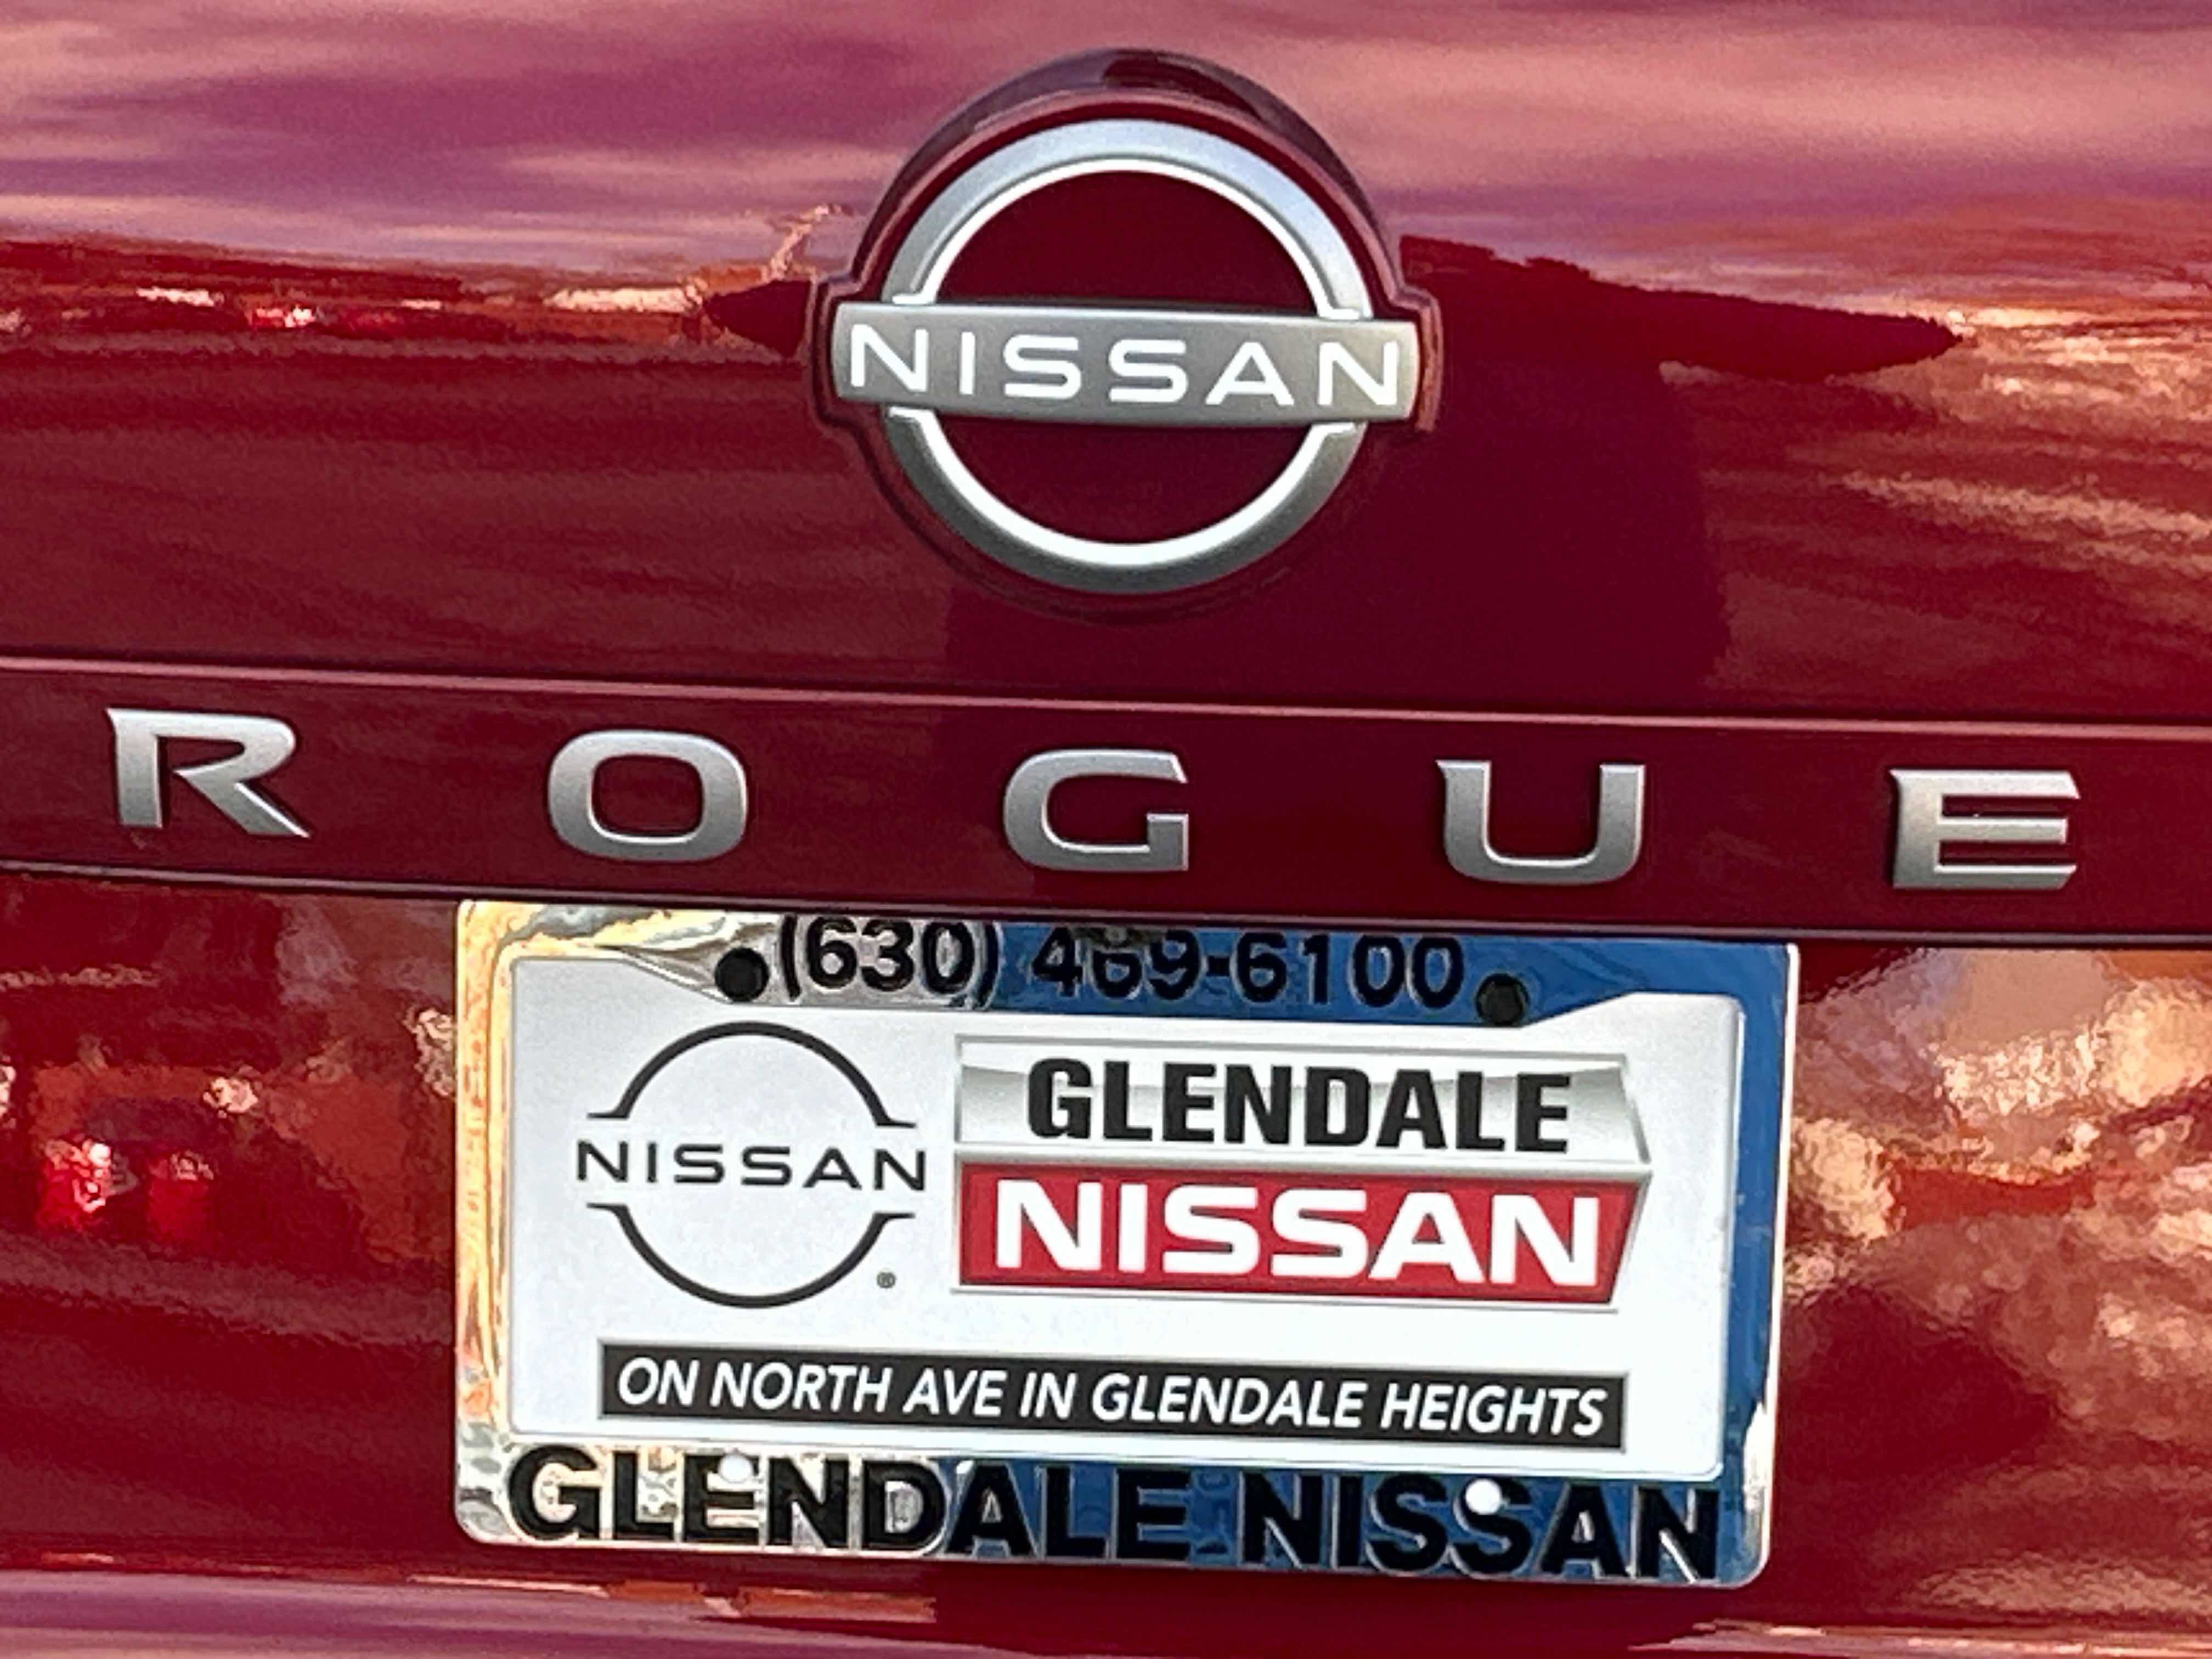 NISSAN
ROGUE
(630) 469-6100
NISSAN
®
GLENDALE
NISSAN
ON NORTH AVE IN GLENDALE HEIGHTS
GLENDALE NISSAN